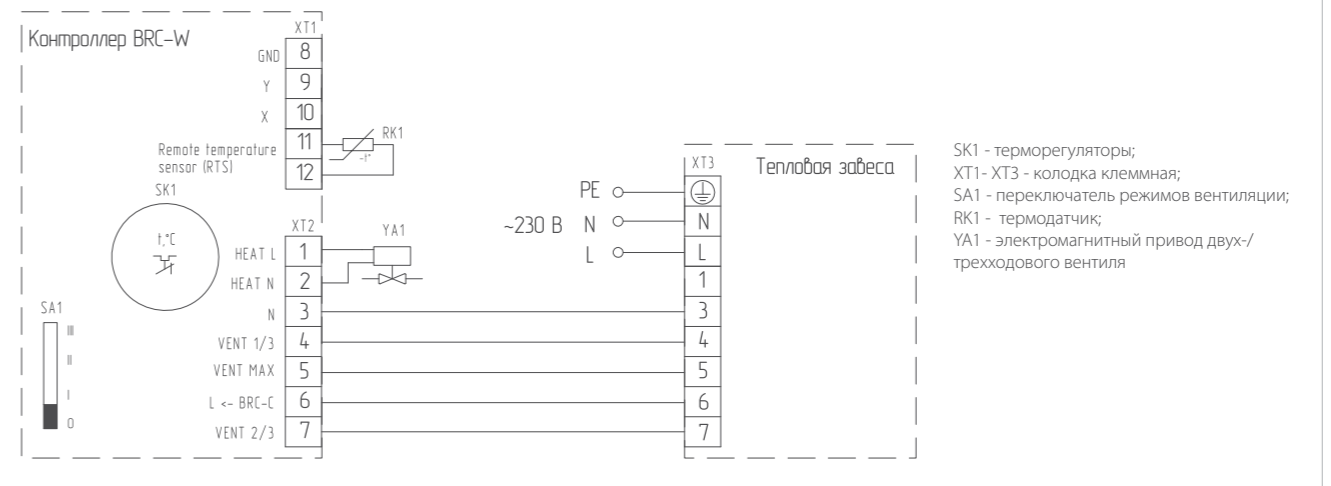 Контроллер BRC-W
XT1
GND 8
Y 9
X 10
Remote temperature
sensor (RTS)
11
12
RK1
-t°
SK1
t,°C
XT2
HEAT L 1
HEAT N 2
N 3
VENT 1/3 4
VENT MAX 5
L <- BRC-C 6
VENT 2/3 7
YA1
SA1
III
II
I
0
~230 В
PE
N
L
XT3
Тепловая завеса
N
L
1
3
4
5
6
7
SK1 - терморегуляторы;
XT1- XT3 - колодка клеммная;
SA1 - переключатель режимов вентиляции;
RK1 - термодатчик;
YA1 - электромагнитный привод двух-/
трехходового вентиля